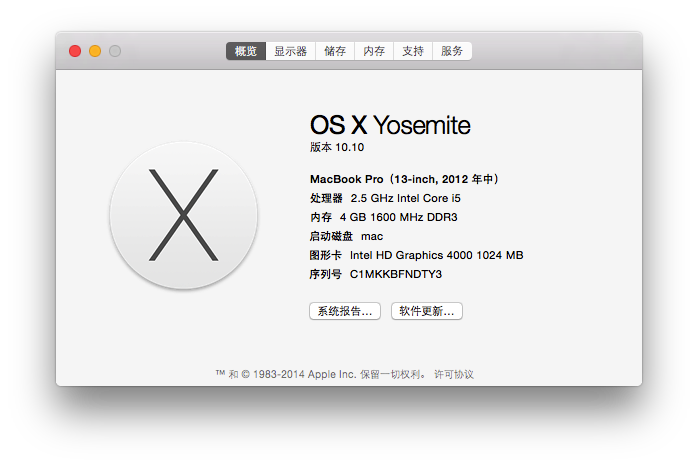 概览 显示器 储存 内存 支持 服务
OS X Yosemite
版本 10.10
MacBook Pro（13-inch, 2012 年中）
处理器 2.5 GHz Intel Core i5
内存 4 GB 1600 MHz DDR3
启动磁盘 mac
图形卡 Intel HD Graphics 4000 1024 MB
序列号 C1MKKBFNDTY3
系统报告... 软件更新...
™ 和 © 1983-2014 Apple Inc. 保留一切权利。 许可协议